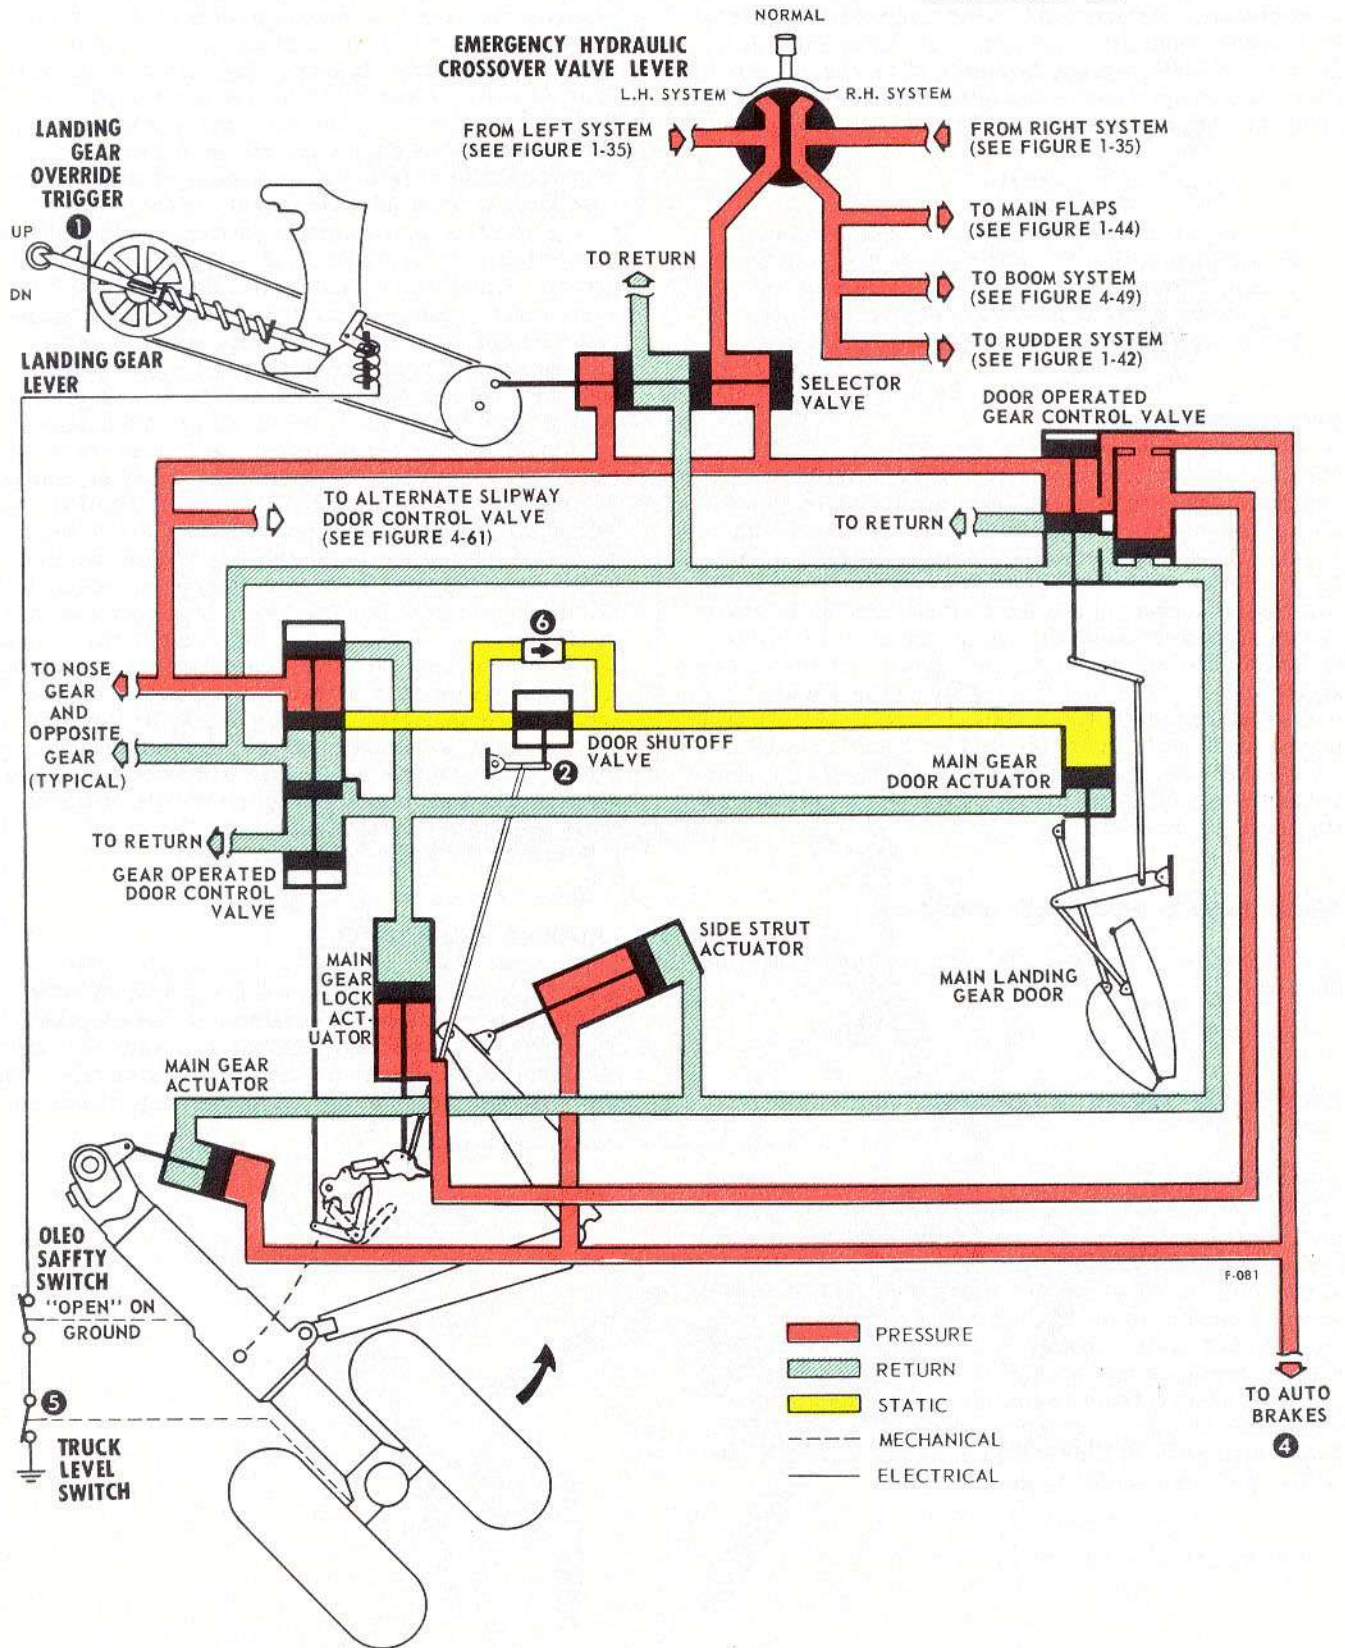 NORMAL
EMERGENCY HYDRAULIC
CROSSOVER VALVE LEVER
L.H. SYSTEM
R.H. SYSTEM
FROM LEFT SYSTEM
(SEE FIGURE 1-35)
FROM RIGHT SYSTEM
(SEE FIGURE 1-35)
LANDING
GEAR
OVERRIDE
TRIGGER
1
UP
DN
LANDING GEAR
LEVER
TO RETURN
TO MAIN FLAPS
(SEE FIGURE 1-44)
TO BOOM SYSTEM
(SEE FIGURE 4-49)
TO RUDDER SYSTEM
(SEE FIGURE 1-42)
SELECTOR
VALVE
DOOR OPERATED
GEAR CONTROL VALVE
TO ALTERNATE SLIPWAY
DOOR CONTROL VALVE
(SEE FIGURE 4-61)
TO RETURN
6
TO NOSE
GEAR
AND
OPPOSITE
GEAR
(TYPICAL)
DOOR SHUTOFF
VALVE
2
MAIN GEAR
DOOR ACTUATOR
TO RETURN
GEAR OPERATED
DOOR CONTROL
VALVE
MAIN
GEAR
LOCK
ACT-
UATOR
SIDE STRUT
ACTUATOR
MAIN LANDING
GEAR DOOR
MAIN GEAR
ACTUATOR
OLEO
SAFFTY
SWITCH
"OPEN" ON
GROUND
5
TRUCK
LEVEL
SWITCH
F-081
PRESSURE
RETURN
STATIC
MECHANICAL
ELECTRICAL
TO AUTO
BRAKES
4